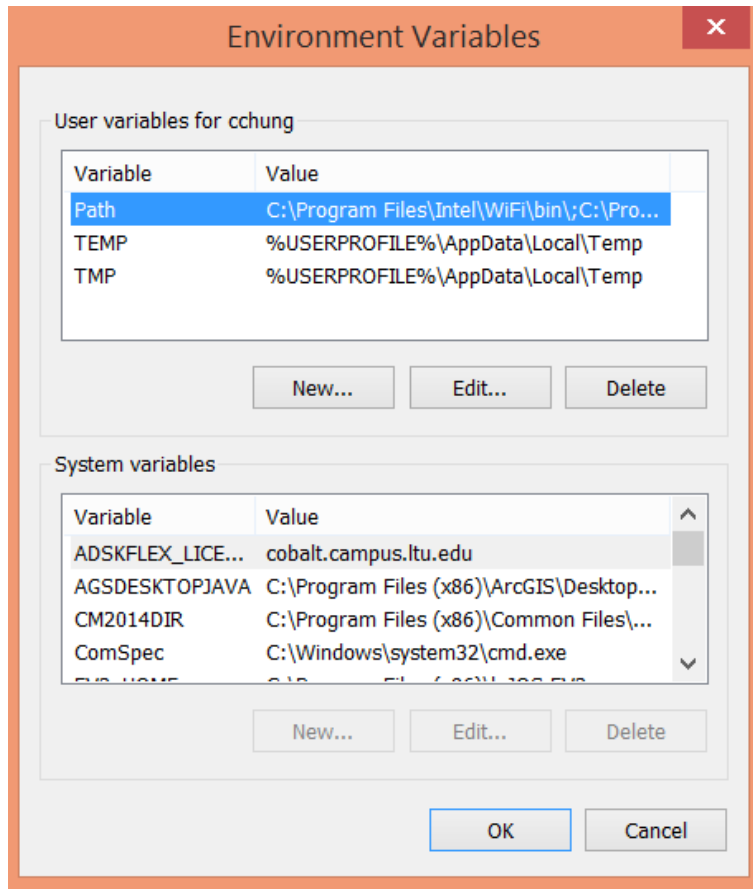 Environment Variables
User variables for cchung
Variable Value
Path C:\Program Files\Intel\WiFi\bin\;C:\Pro...
TEMP %USERPROFILE%\AppData\Local\Temp
TMP %USERPROFILE%\AppData\Local\Temp
New... Edit... Delete
System variables
Variable Value
ADSKFLEX_LICE... cobalt.campus.ltu.edu
AGSDESKTOPJAVA C:\Program Files (x86)\ArcGIS\Desktop...
CM2014DIR C:\Program Files (x86)\Common Files\...
ComSpec C:\Windows\system32\cmd.exe
New... Edit... Delete
OK Cancel